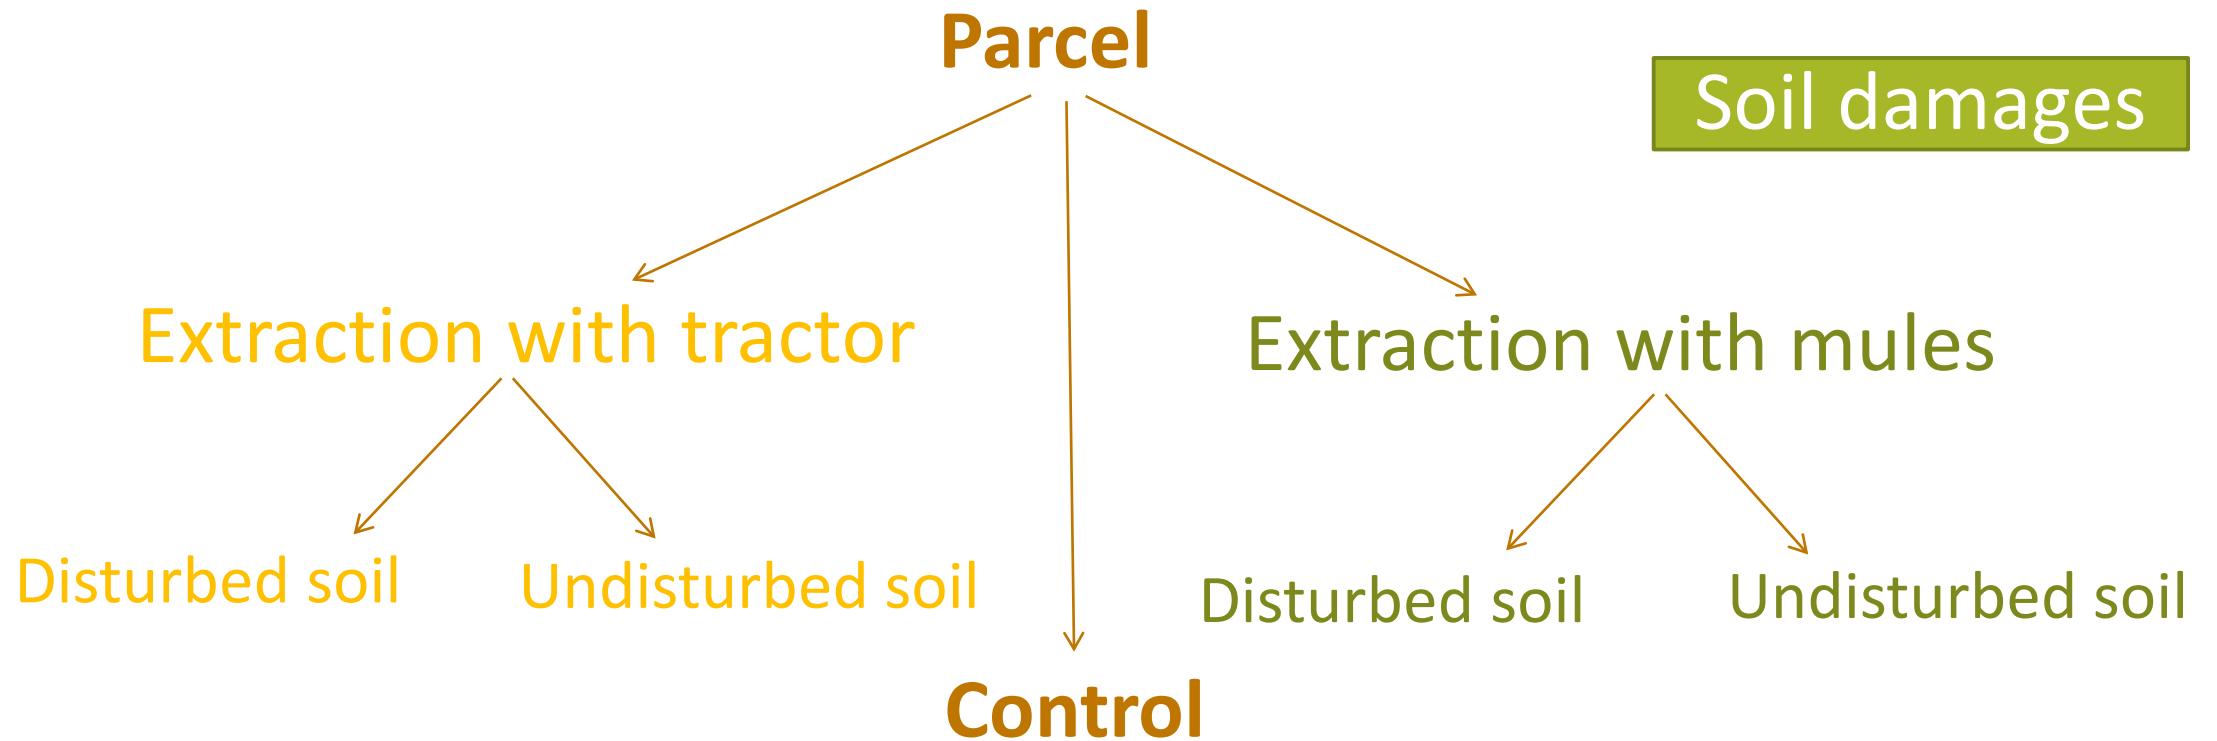 Parcel
Soil damages
Extraction with tractor
Extraction with mules
Disturbed soil
Undisturbed soil
Disturbed soil
Undisturbed soil
Control